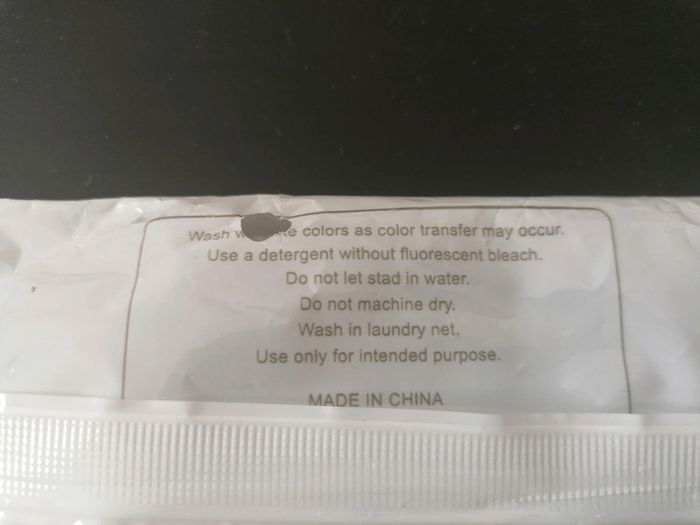 Wash colors as color transfer may occur.
Use a detergent without fluorescent bleach.
Do not let stad in water.
Do not machine dry.
Wash in laundry net.
Use only for intended purpose.
MADE IN CHINA